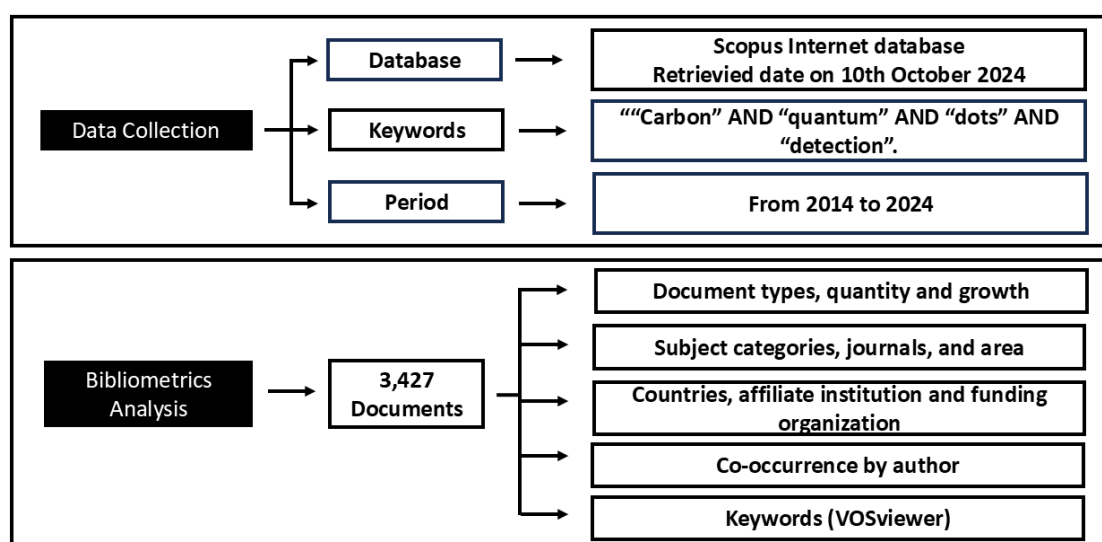 Data Collection
Database
Scopus Internet database
Retrievied date on 10th October 2024
Keywords
““Carbon” AND “quantum” AND “dots” AND
“detection”.
Period
From 2014 to 2024
Bibliometrics
Analysis
3,427
Documents
Document types, quantity and growth
Subject categories, journals, and area
Countries, affiliate institution and funding
organization
Co-occurrence by author
Keywords (VOSviewer)